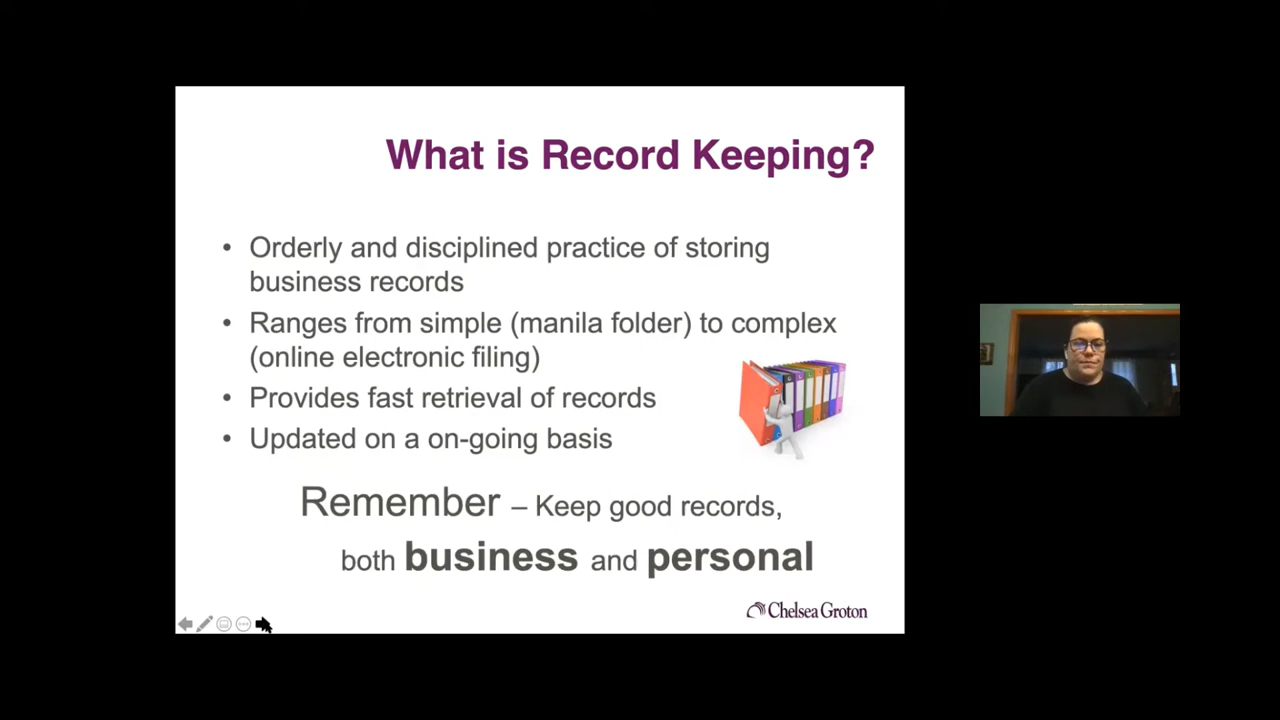 What is Record Keeping?
• Orderly and disciplined practice of storing
business records
• Ranges from simple (manila folder) to complex
(online electronic filing)
• Provides fast retrieval of records
• Updated on a on-going basis
Remember – Keep good records,
both business and personal
Chelsea Groton